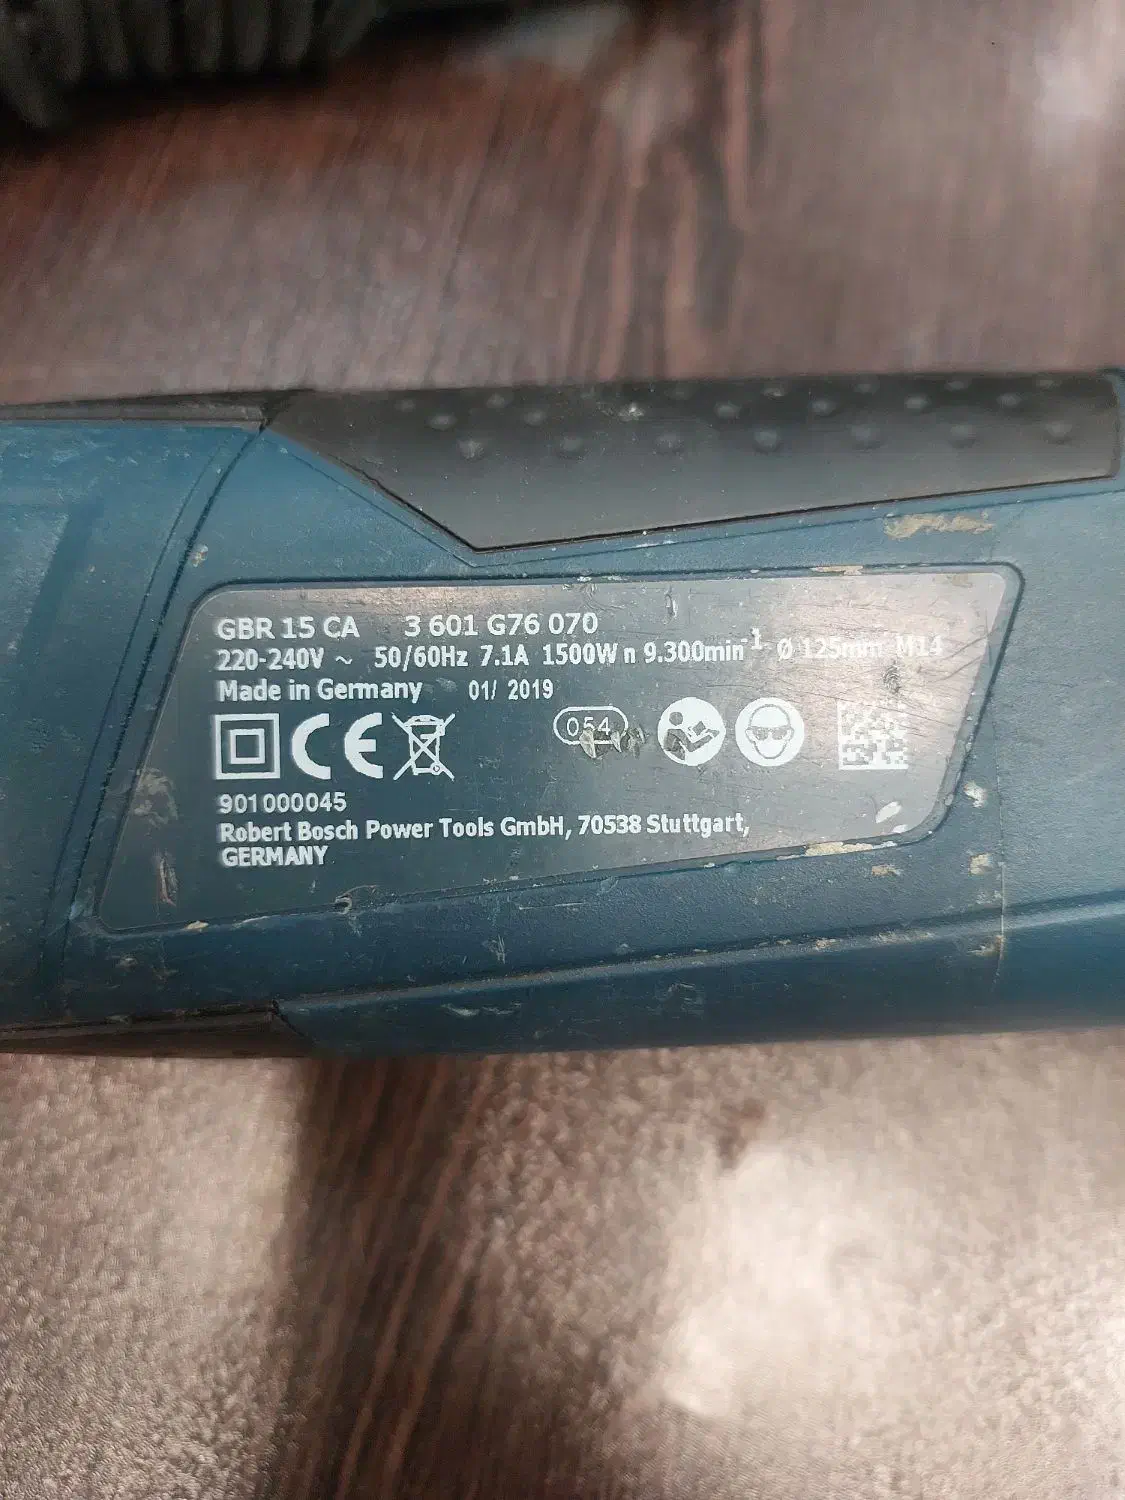 GBR 15 CA 3 601 G76 070
220-240V ~ 50/60Hz 7.1A 1500W n 9.300min-1 Ø 125mm M14
Made in Germany 01/ 2019
CE 054
901000045
Robert Bosch Power Tools GmbH, 70538 Stuttgart,
GERMANY